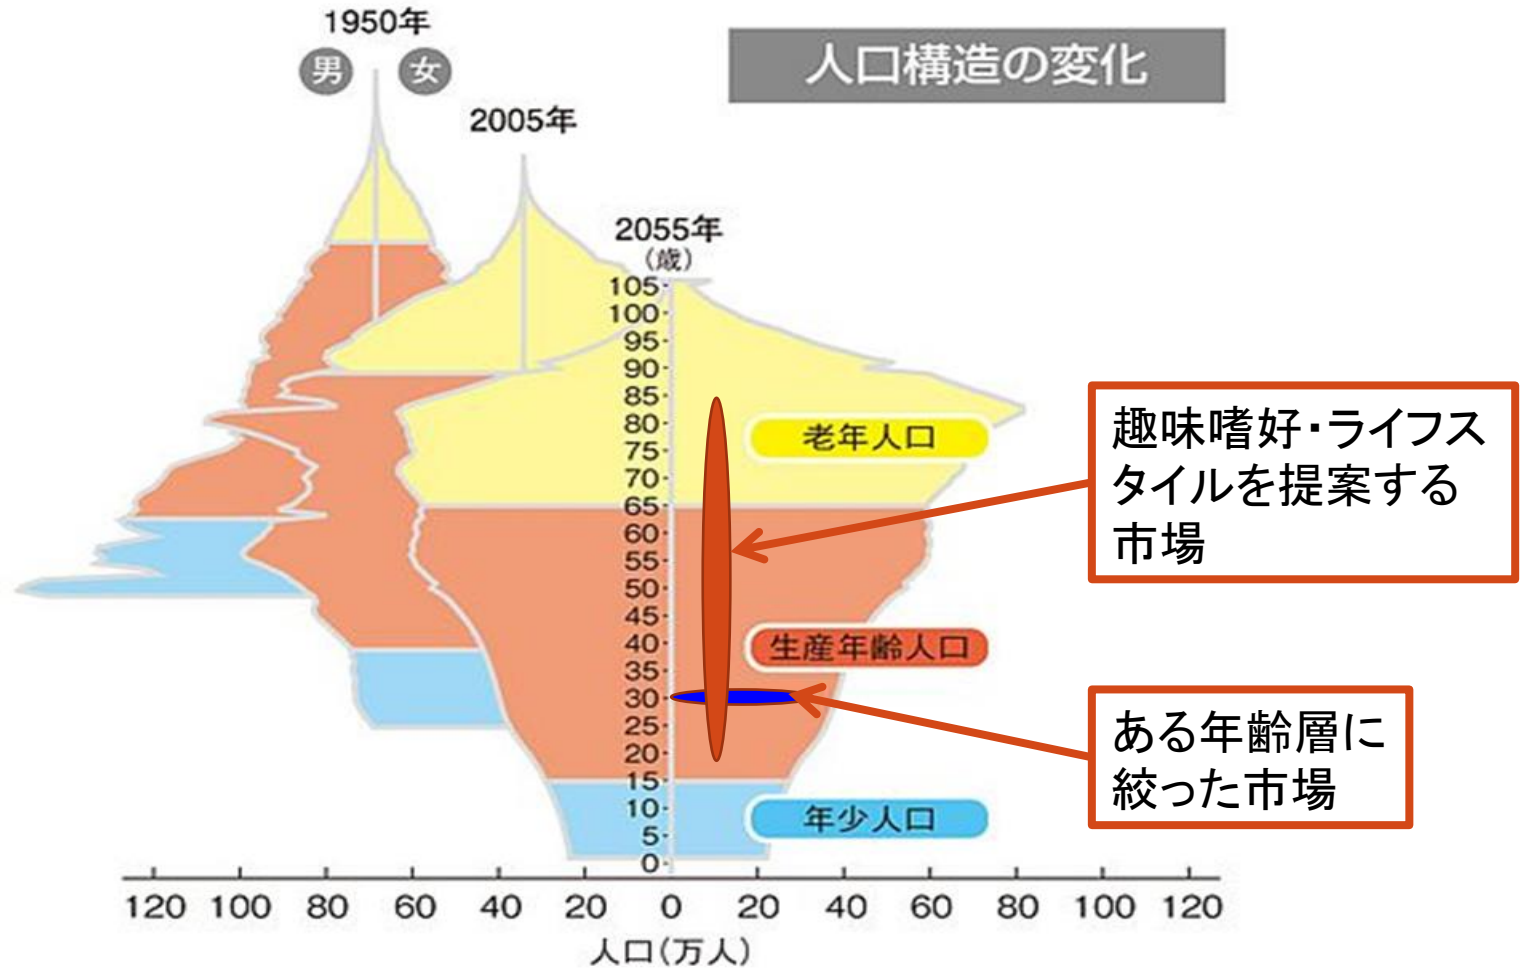 人口構造の変化
1950年
男 女
2005年
2055年
(歳)
105
100
95
90
85
80
75
70
65
60
55
50
45
40
35
30
25
20
15
10
5
0
老年人口
生産年齢人口
年少人口
趣味嗜好・ライフス
タイルを提案する
市場
ある年齢層に
絞った市場
120 100 80 60 40 20 0 20 40 60 80 100 120
人口(万人)